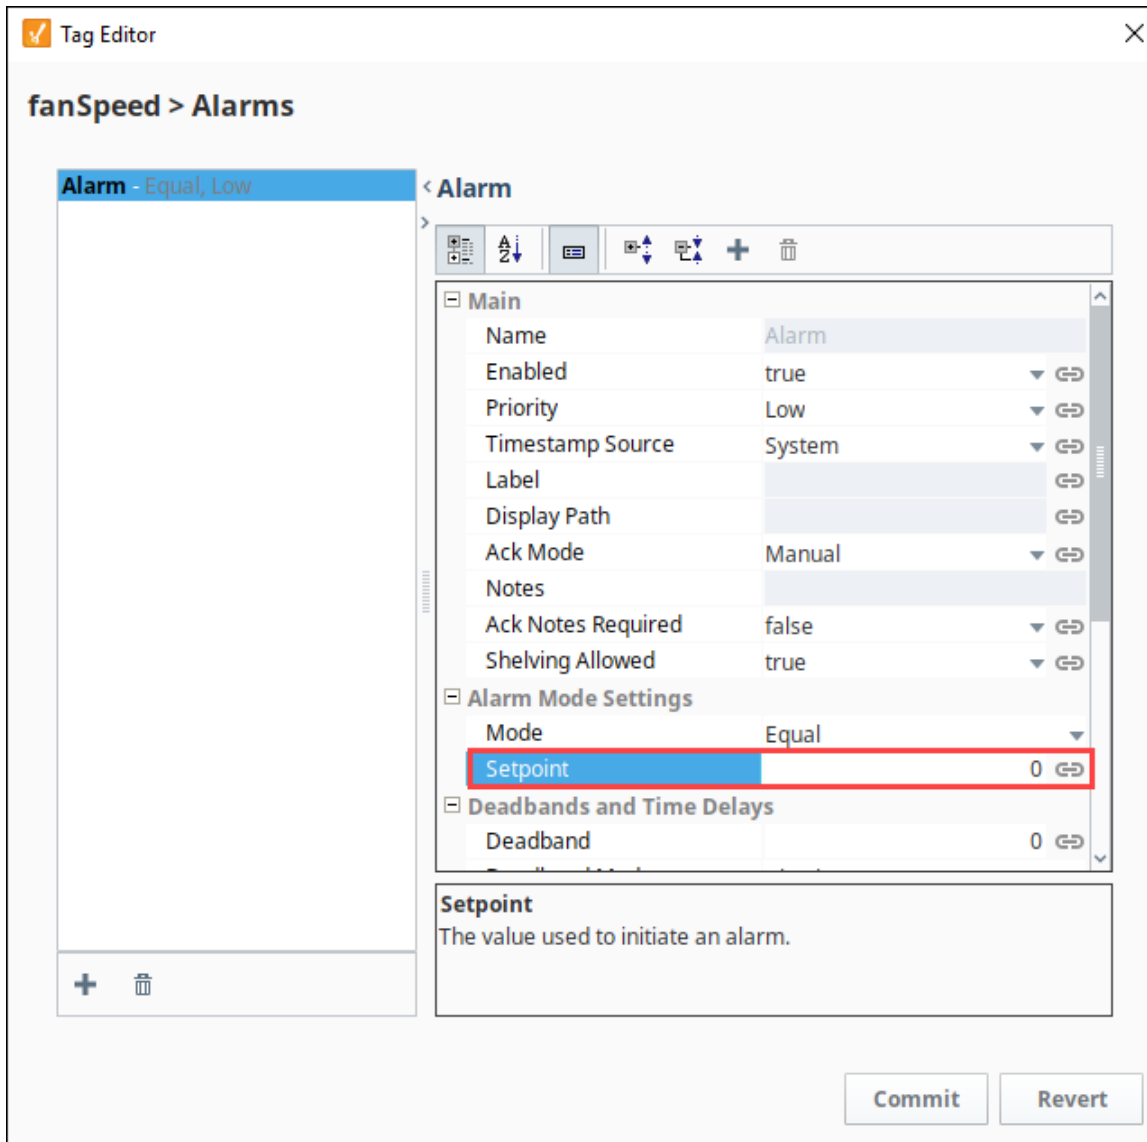 Tag Editor
fanSpeed > Alarms
Alarm - Equal, Low
Alarm
Main
Name Alarm
Enabled true
Priority Low
Timestamp Source System
Label
Display Path
Ack Mode Manual
Notes
Ack Notes Required false
Shelving Allowed true
Alarm Mode Settings
Mode Equal
Setpoint 0
Deadbands and Time Delays
Deadband 0
Setpoint
The value used to initiate an alarm.
Commit Revert